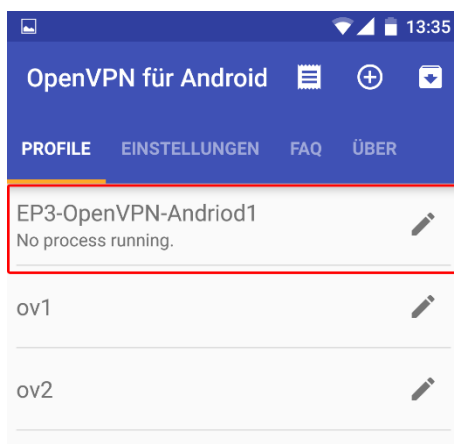 13:35
OpenVPN für Android
PROFILE EINSTELLUNGEN FAQ ÜBER
EP3-OpenVPN-Andriod1
No process running.
ov1
ov2